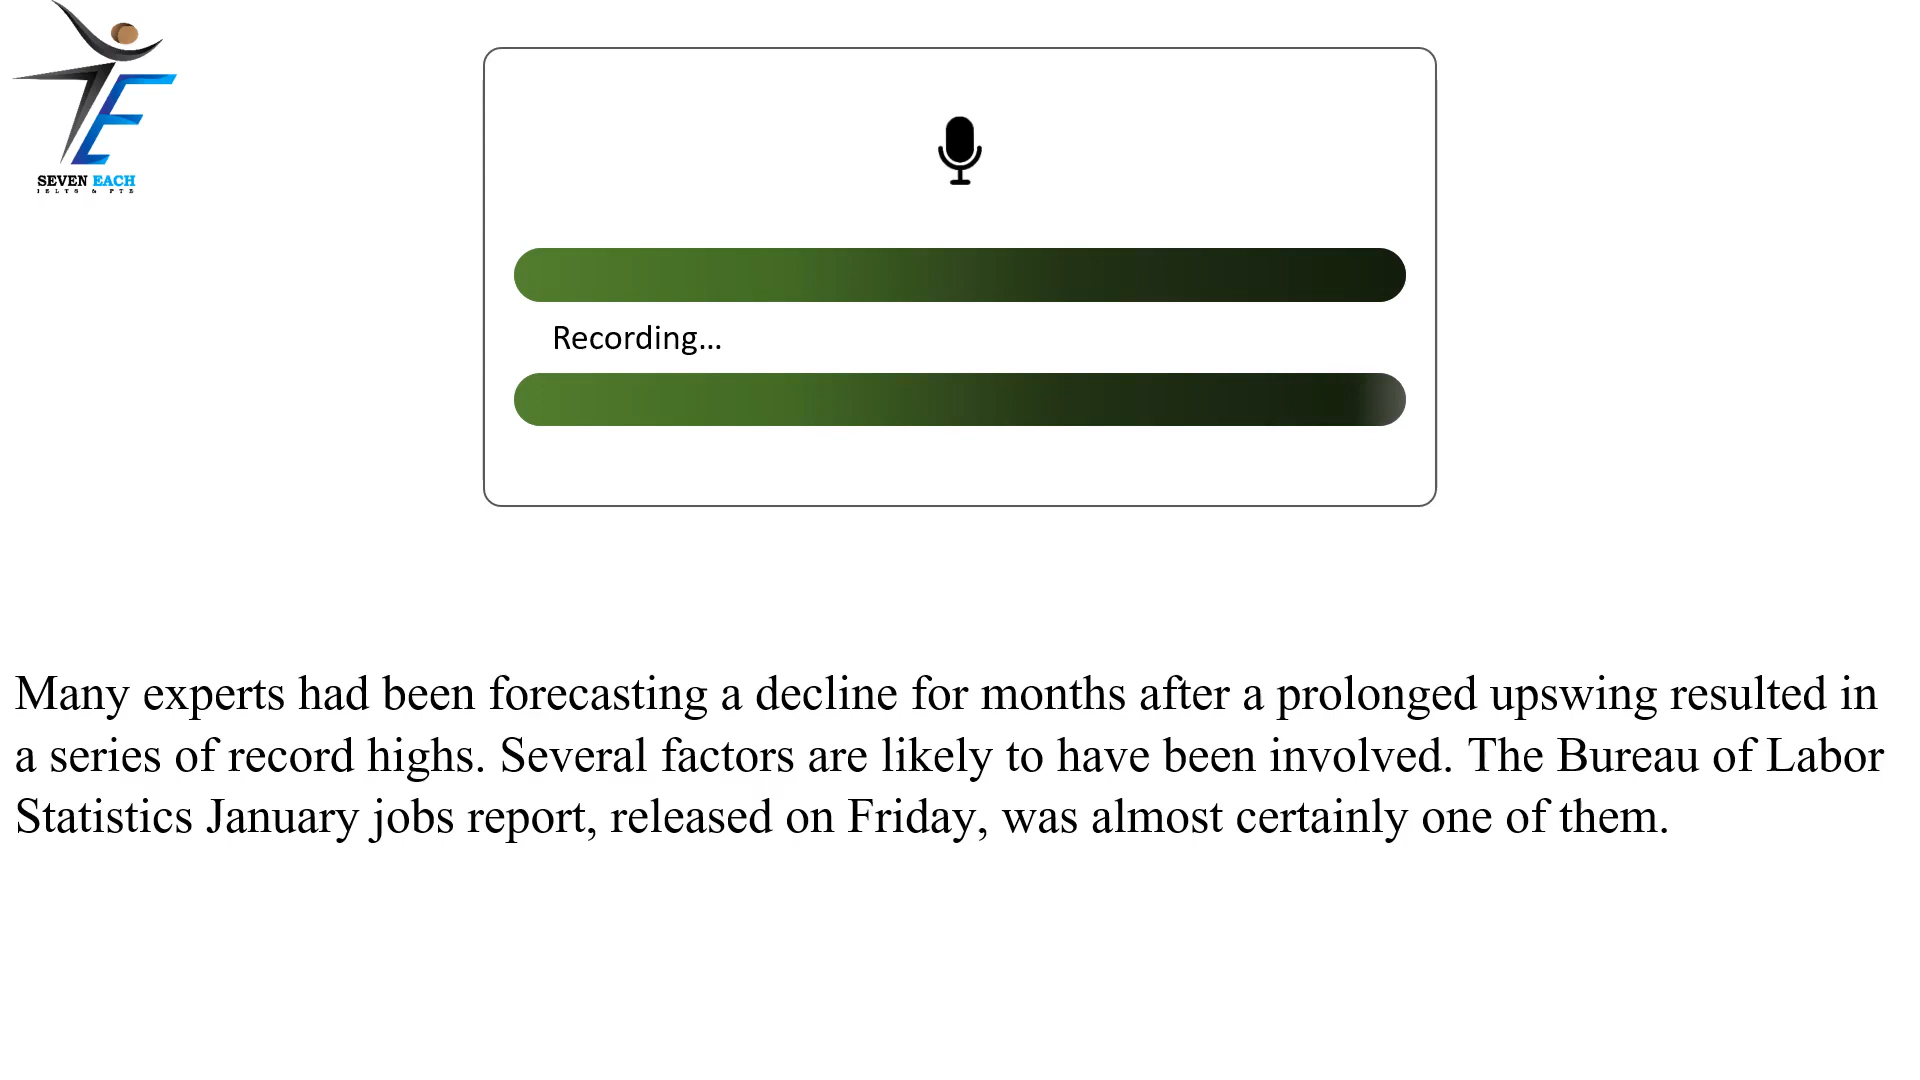 SEVEN EACH
IELTS & PTE
Recording...
Many experts had been forecasting a decline for months after a prolonged upswing resulted in
a series of record highs. Several factors are likely to have been involved. The Bureau of Labor
Statistics January jobs report, released on Friday, was almost certainly one of them.